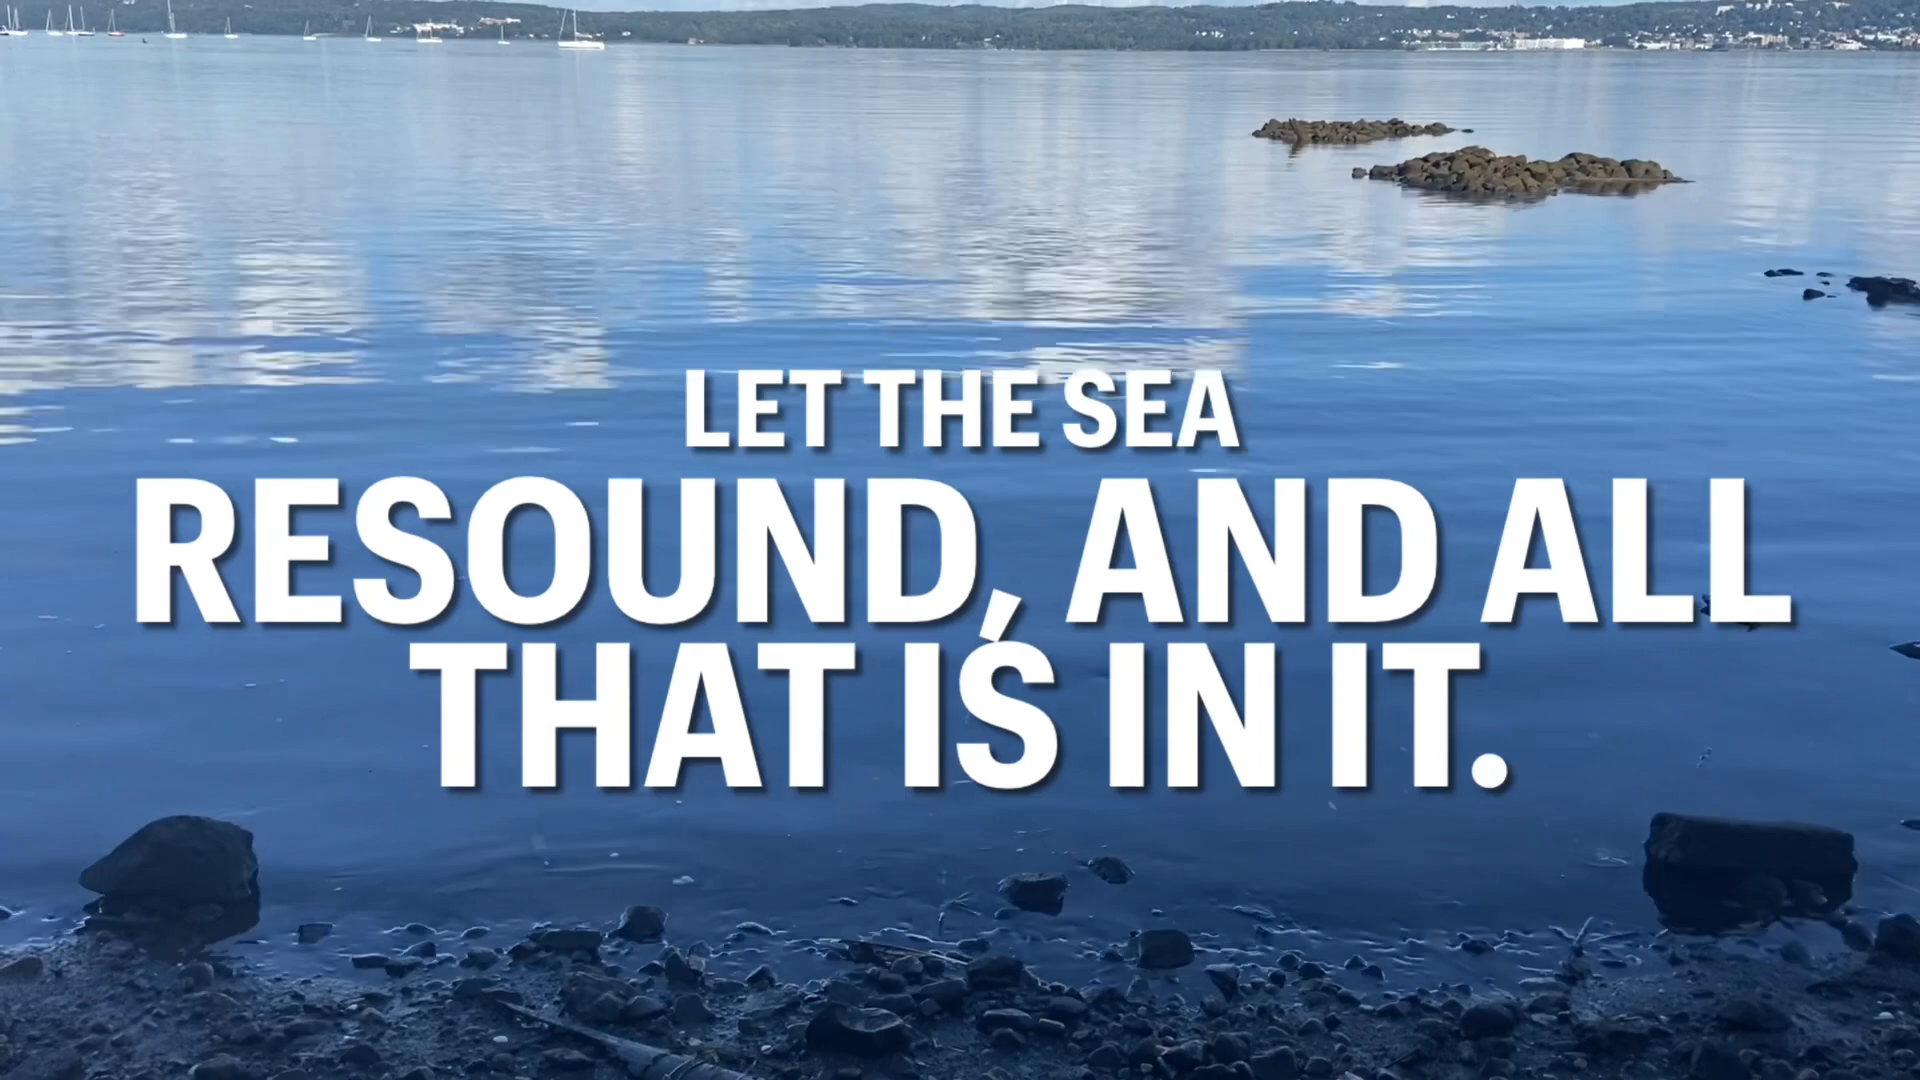 LET THE SEA
RESOUND, AND ALL
THAT IS IN IT.